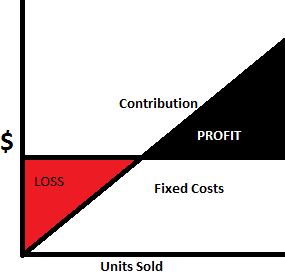 Contribution
$
PROFIT
LOSS
Fixed Costs
Units Sold